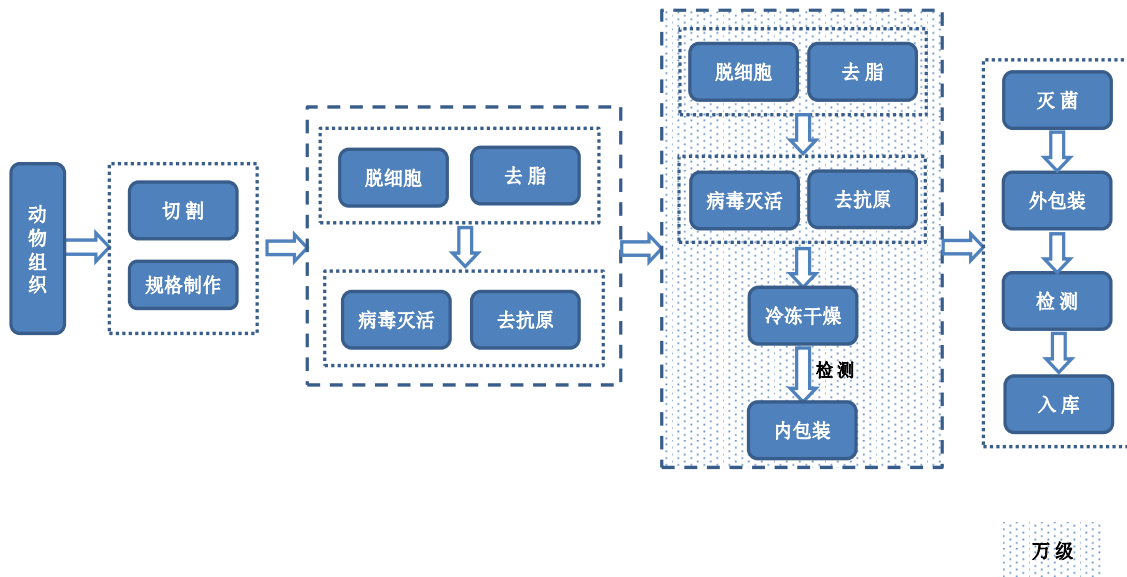 动物组织
切割
规格制作
脱细胞
去脂
病毒灭活
去抗原
脱细胞
去脂
病毒灭活
去抗原
冷冻干燥
检测
内包装
灭菌
外包装
检测
入库
万级